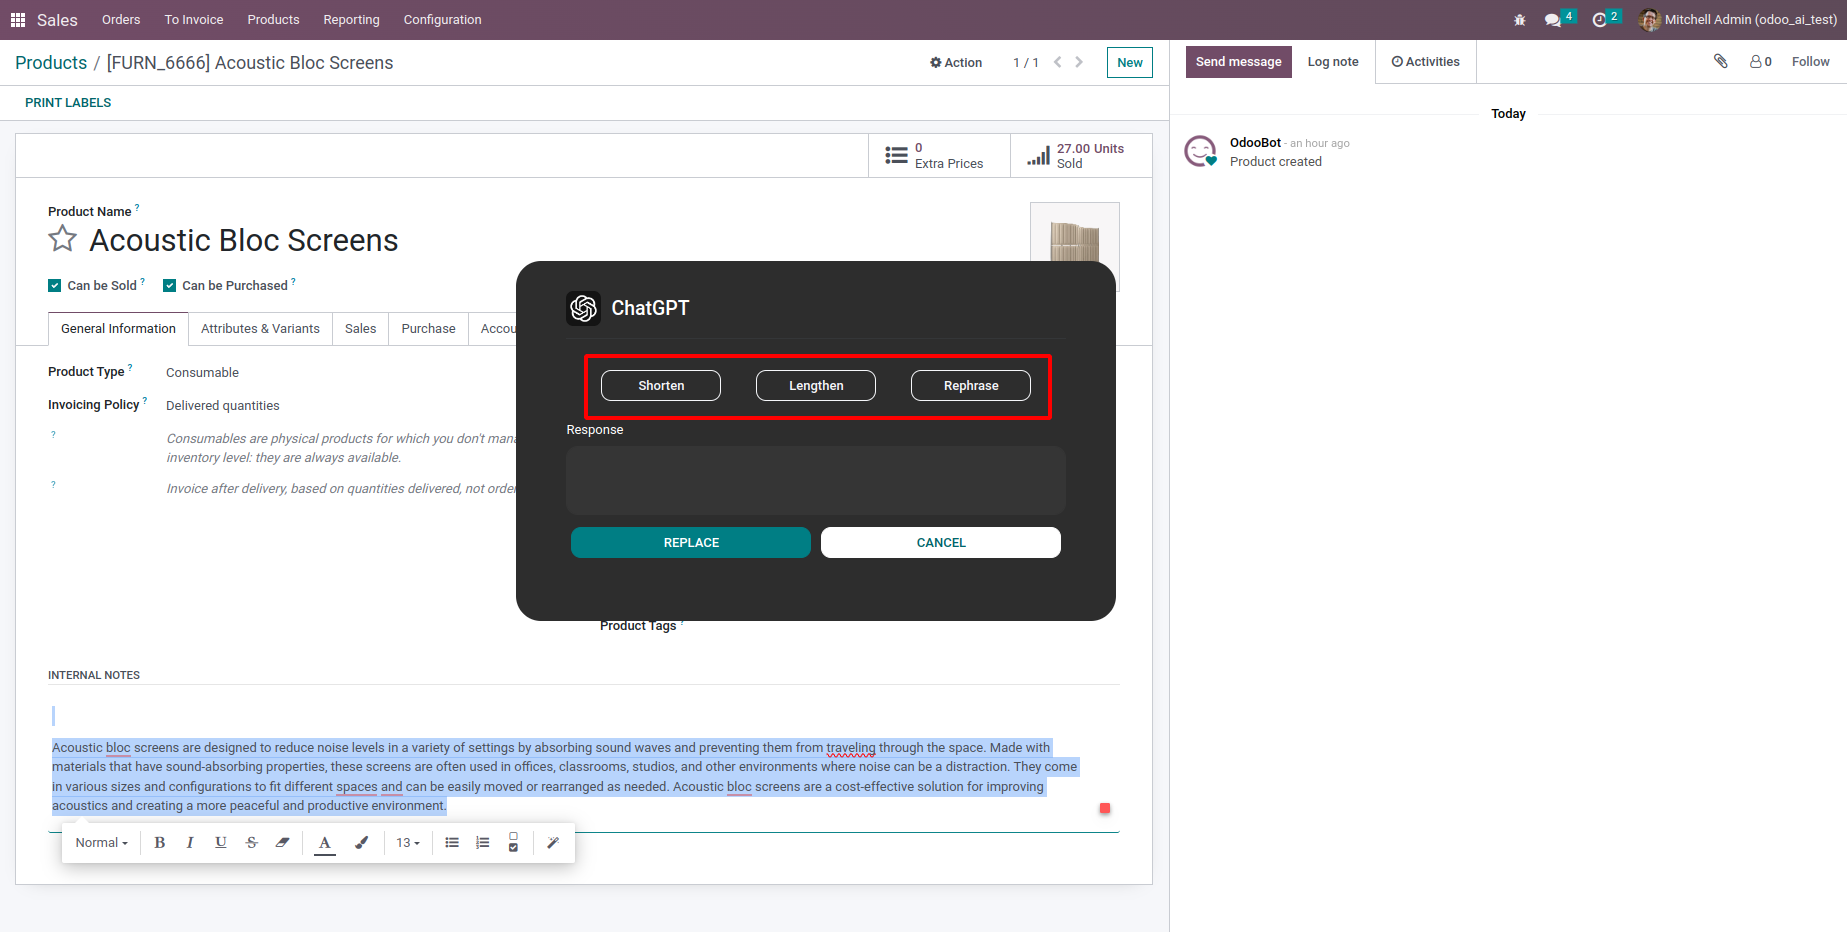 Sales Orders To Invoice Products Reporting Configuration 4 2 Mitchell Admin (odoo_ai_test)
Products / [FURN_6666] Acoustic Bloc Screens Action 1 / 1 New
Send message Log note Activities 0 Follow
PRINT LABELS
Today
OdooBot - an hour ago
Product created
0
Extra Prices
27.00 Units
Sold
Product Name ?
Acoustic Bloc Screens
Can be Sold ? Can be Purchased ?
General Information Attributes & Variants Sales Purchase Accou
Product Type ? Consumable
Invoicing Policy ? Delivered quantities
? Consumables are physical products for which you don't mana
inventory level: they are always available.
? Invoice after delivery, based on quantities delivered, not order
ChatGPT
Shorten Lengthen Rephrase
Response
REPLACE CANCEL
Product Tags ?
INTERNAL NOTES
Acoustic bloc screens are designed to reduce noise levels in a variety of settings by absorbing sound waves and preventing them from traveling through the space. Made with
materials that have sound-absorbing properties, these screens are often used in offices, classrooms, studios, and other environments where noise can be a distraction. They come
in various sizes and configurations to fit different spaces and can be easily moved or rearranged as needed. Acoustic bloc screens are a cost-effective solution for improving
acoustics and creating a more peaceful and productive environment.
Normal B I U S A 13